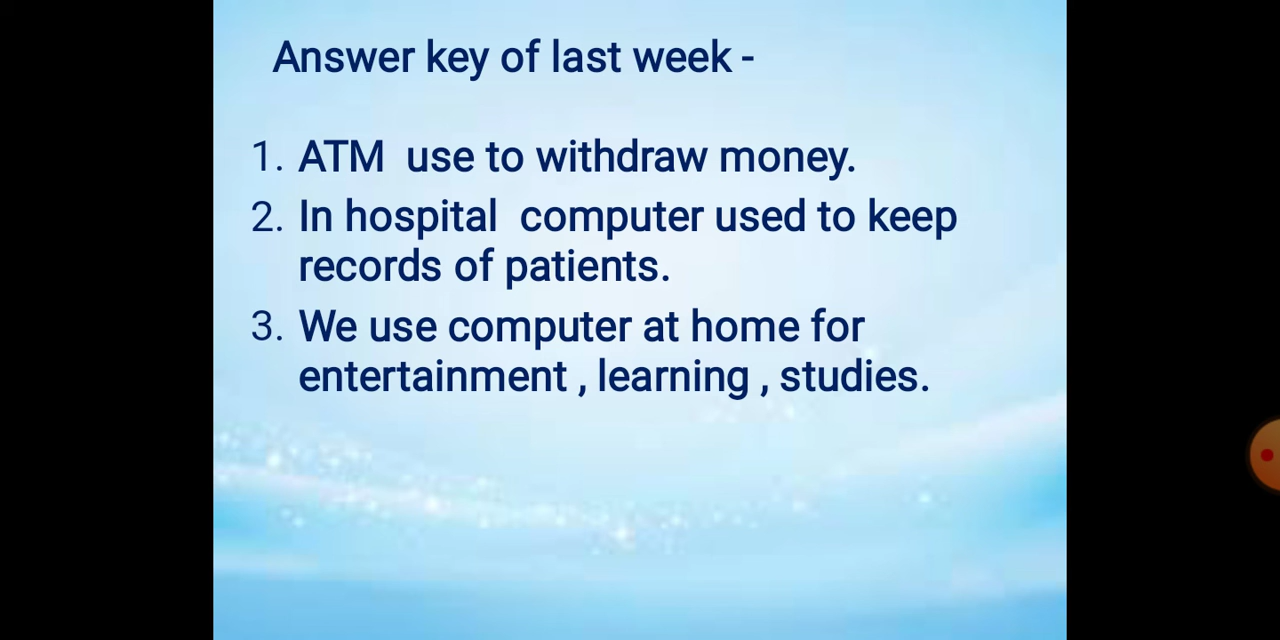 Answer key of last week -
1. ATM use to withdraw money.
2. In hospital computer used to keep
records of patients.
3. We use computer at home for
entertainment , learning , studies.